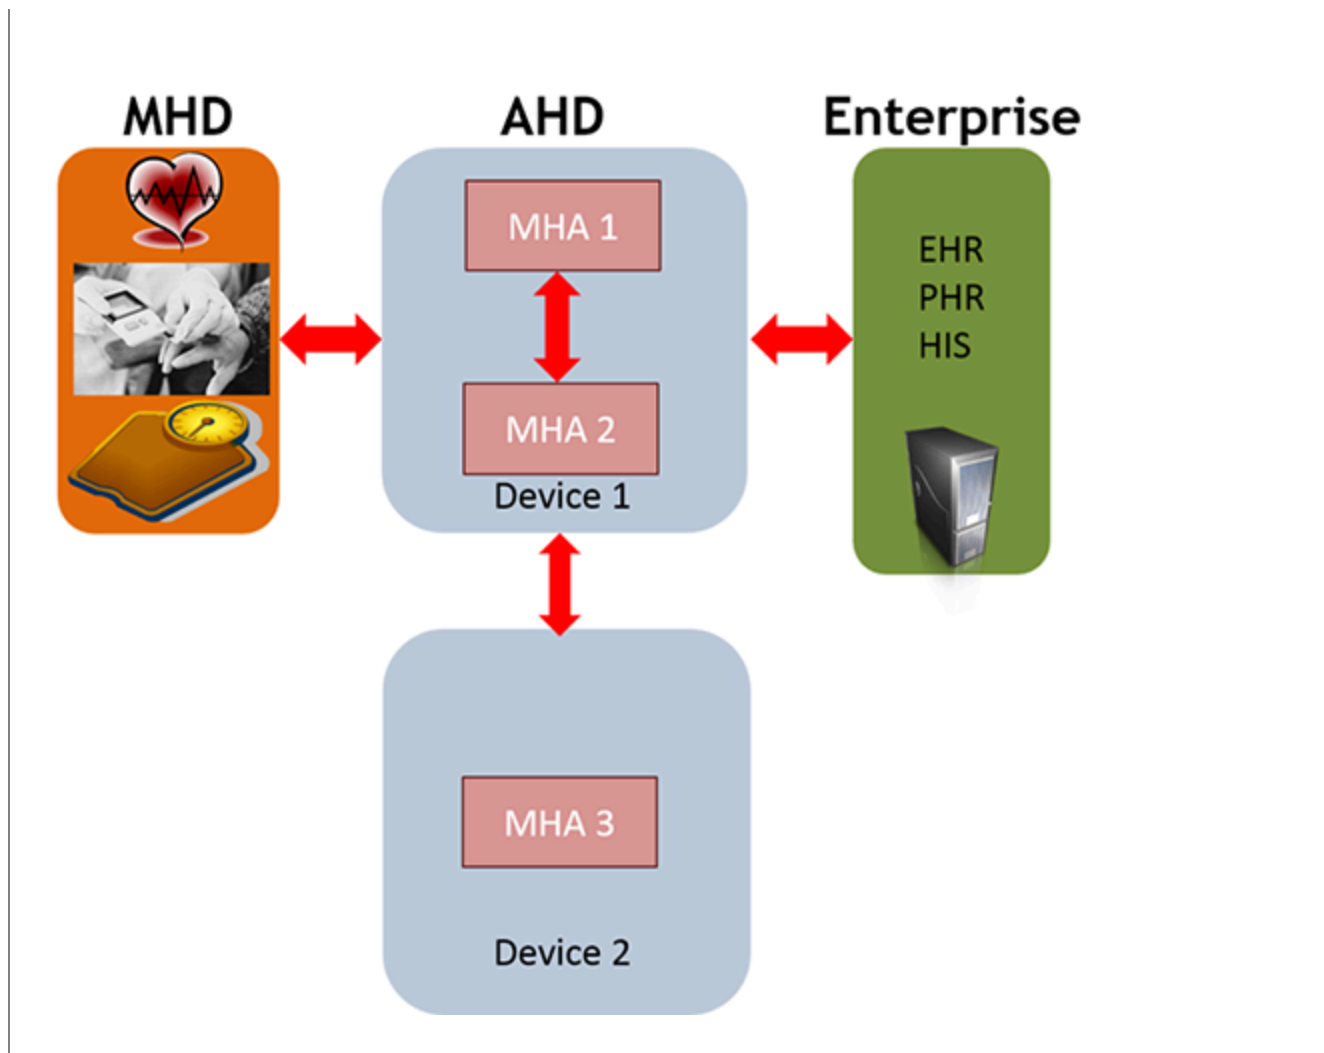 MHD
AHD
Enterprise
MHA 1
MHA 2
Device 1
EHR
PHR
HIS
MHA 3
Device 2